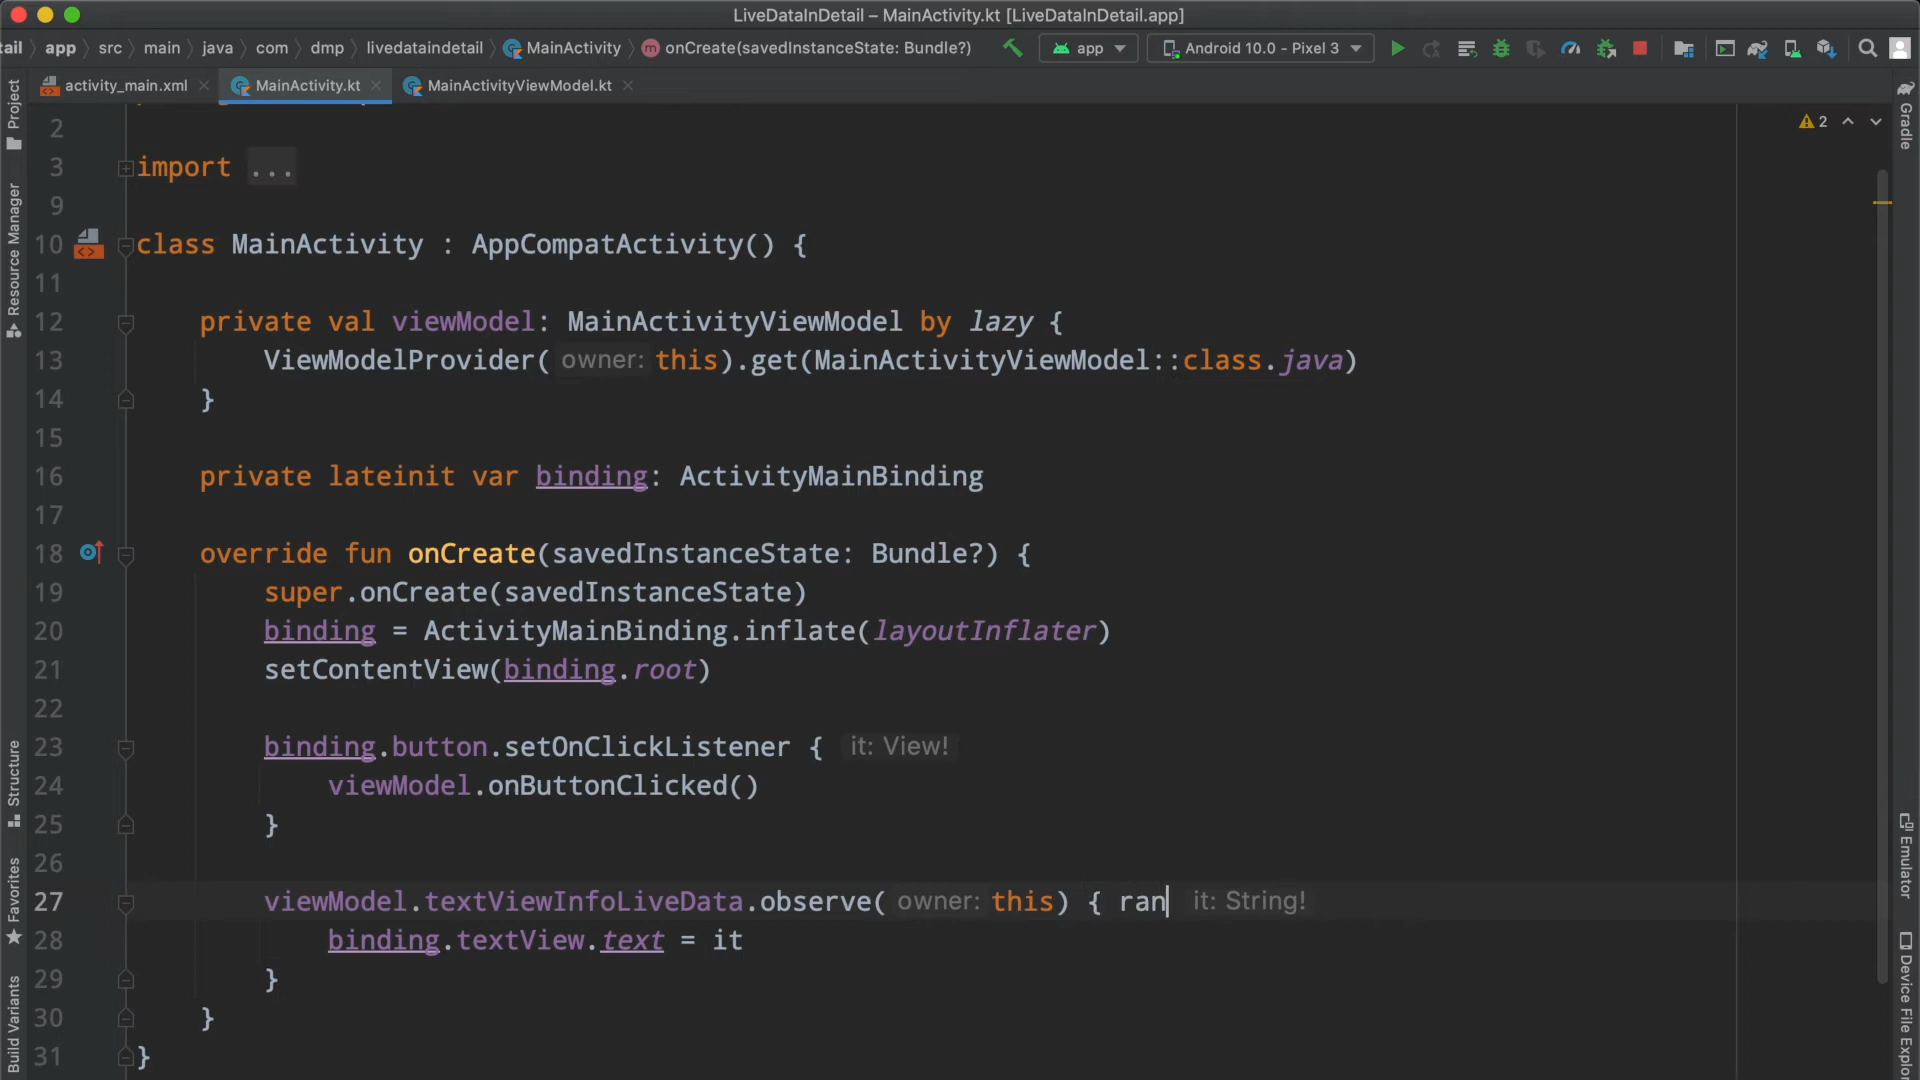 LiveDataInDetail – MainActivity.kt [LiveDataInDetail.app]
tail app src main java com dmp livedataindetail MainActivity onCreate(savedInstanceState: Bundle?) app Android 10.0 - Pixel 3
activity_main.xml MainActivity.kt MainActivityViewModel.kt
Project
Resource Manager
Structure
Favorites
Build Variants
2
3 import ...
9
10 class MainActivity : AppCompatActivity() {
11
12 private val viewModel: MainActivityViewModel by lazy {
13 ViewModelProvider( owner: this).get(MainActivityViewModel::class.java)
14 }
15
16 private lateinit var binding: ActivityMainBinding
17
18 override fun onCreate(savedInstanceState: Bundle?) {
19 super.onCreate(savedInstanceState)
20 binding = ActivityMainBinding.inflate(layoutInflater)
21 setContentView(binding.root)
22
23 binding.button.setOnClickListener { it: View!
24 viewModel.onButtonClicked()
25 }
26
27 viewModel.textViewInfoLiveData.observe( owner: this) { ran it: String!
28 binding.textView.text = it
29 }
30 }
31 }
2
Gradle
Emulator
Device File Explor